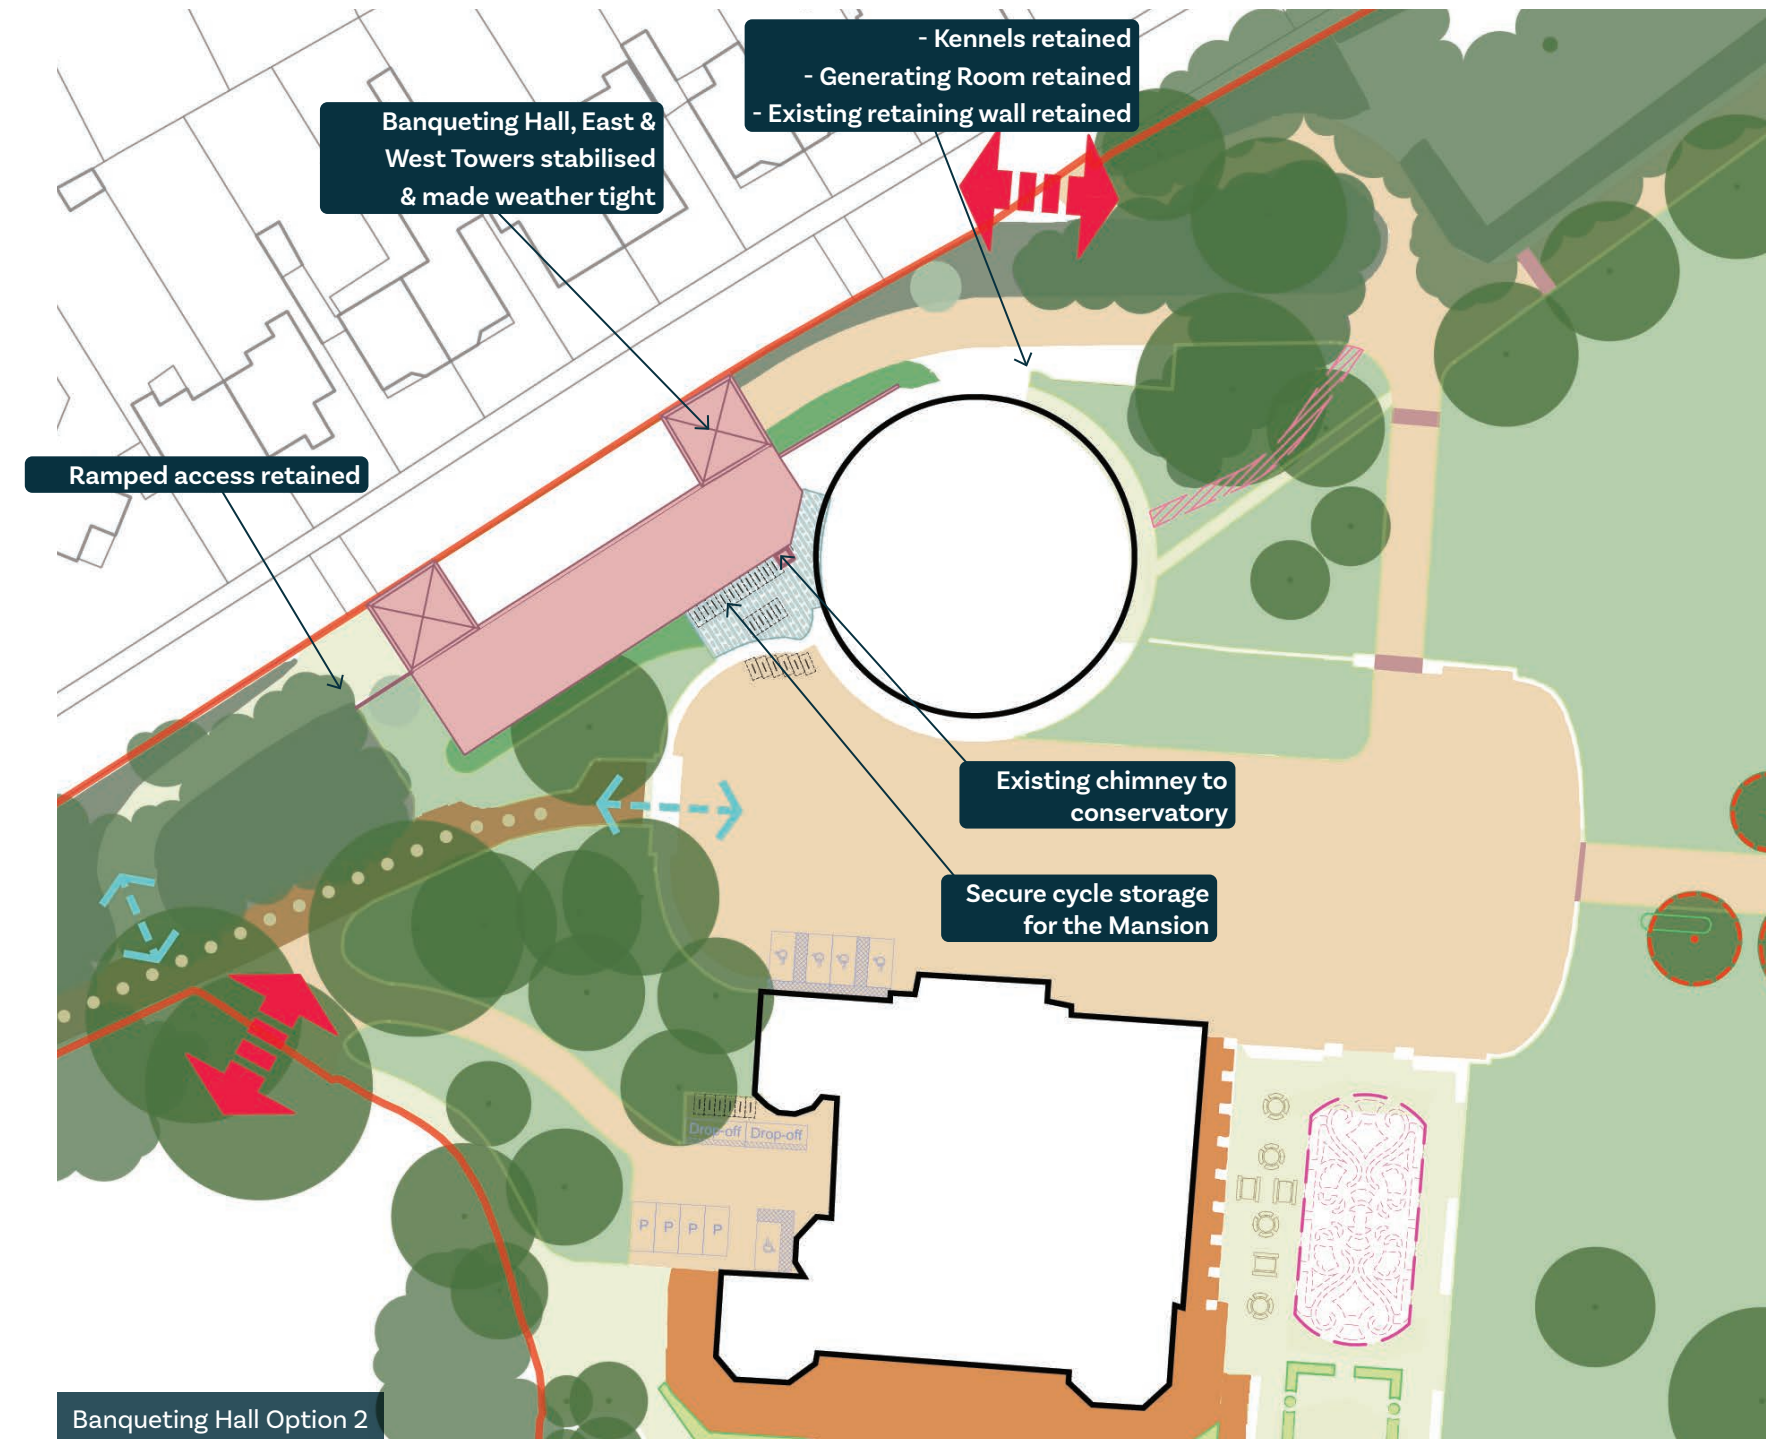 - Kennels retained
- Generating Room retained
- Existing retaining wall retained
Banqueting Hall, East &
West Towers stabilised
& made weather tight
Ramped access retained
Existing chimney to
conservatory
Secure cycle storage
for the Mansion
Drop-off Drop-off
P P P P
Banqueting Hall Option 2